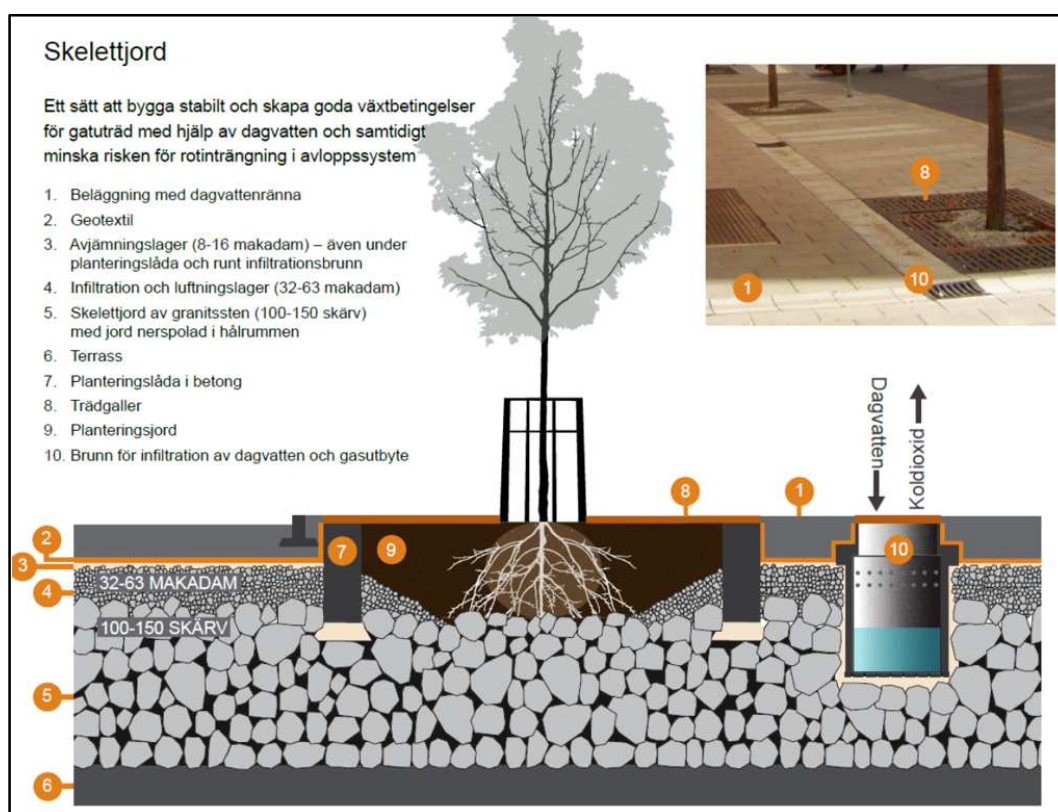 Skelettjord
Ett sätt att bygga stabilt och skapa goda växtbetingelser
för gatuträd med hjälp av dagvatten och samtidigt
minska risken för rotinträngning i avloppssystem
1. Beläggning med dagvattenränna
2. Geotextil
3. Avjämningslager (8-16 makadam) – även under
planteringslåda och runt infiltrationsbrunn
4. Infiltration och luftningslager (32-63 makadam)
5. Skelettjord av granitssten (100-150 skärv)
med jord nerspolad i hålrummen
6. Terrass
7. Planteringslåda i betong
8. Trädgaller
9. Planteringsjord
10. Brunn för infiltration av dagvatten och gasutbyte
8
1
10
Dagvatten
Koldioxid
8
1
2
7
9
10
3
32-63 MAKADAM
4
100-150 SKÄRV
5
6